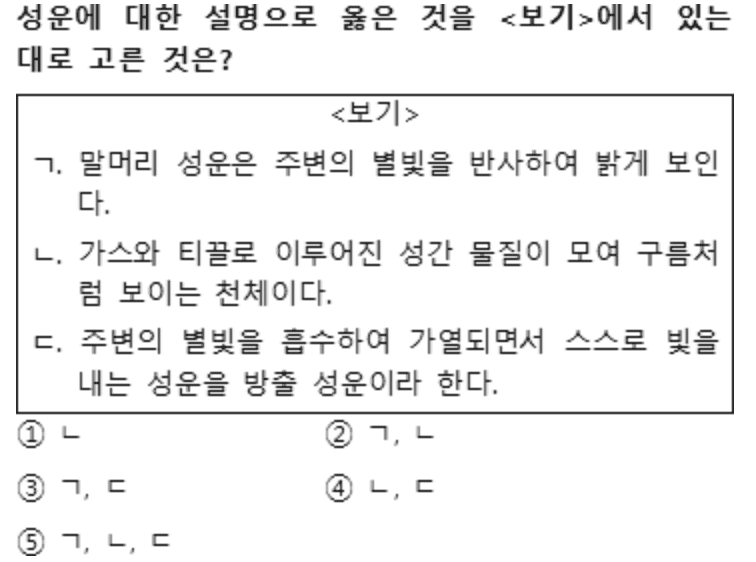 성운에 대한 설명으로 옳은 것을 <보기>에서 있는
대로 고른 것은?
<보기>
ㄱ. 말머리 성운은 주변의 별빛을 반사하여 밝게 보인
다.
ㄴ. 가스와 티끌로 이루어진 성간 물질이 모여 구름처
럼 보이는 천체이다.
ㄷ. 주변의 별빛을 흡수하여 가열되면서 스스로 빛을
내는 성운을 방출 성운이라 한다.
① ㄴ ② ㄱ, ㄴ
③ ㄱ, ㄷ ④ ㄴ, ㄷ
⑤ ㄱ, ㄴ, ㄷ